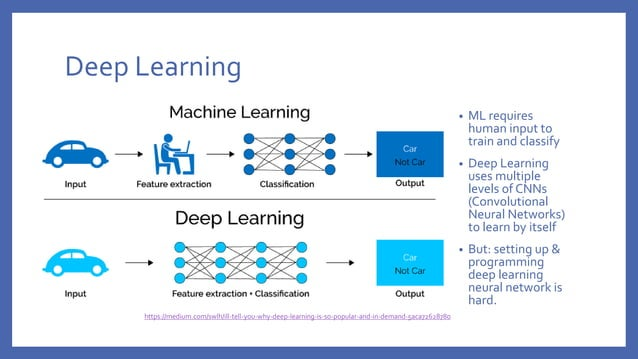 Deep Learning
Machine Learning
Input
Feature extraction
Classification
Car
Not Car
Output
Deep Learning
Input
Feature extraction + Classification
Car
Not Car
Output
• ML requires
human input to
train and classify
• Deep Learning
uses multiple
levels of CNNs
(Convolutional
Neural Networks)
to learn by itself
• But: setting up &
programming
deep learning
neural network is
hard.